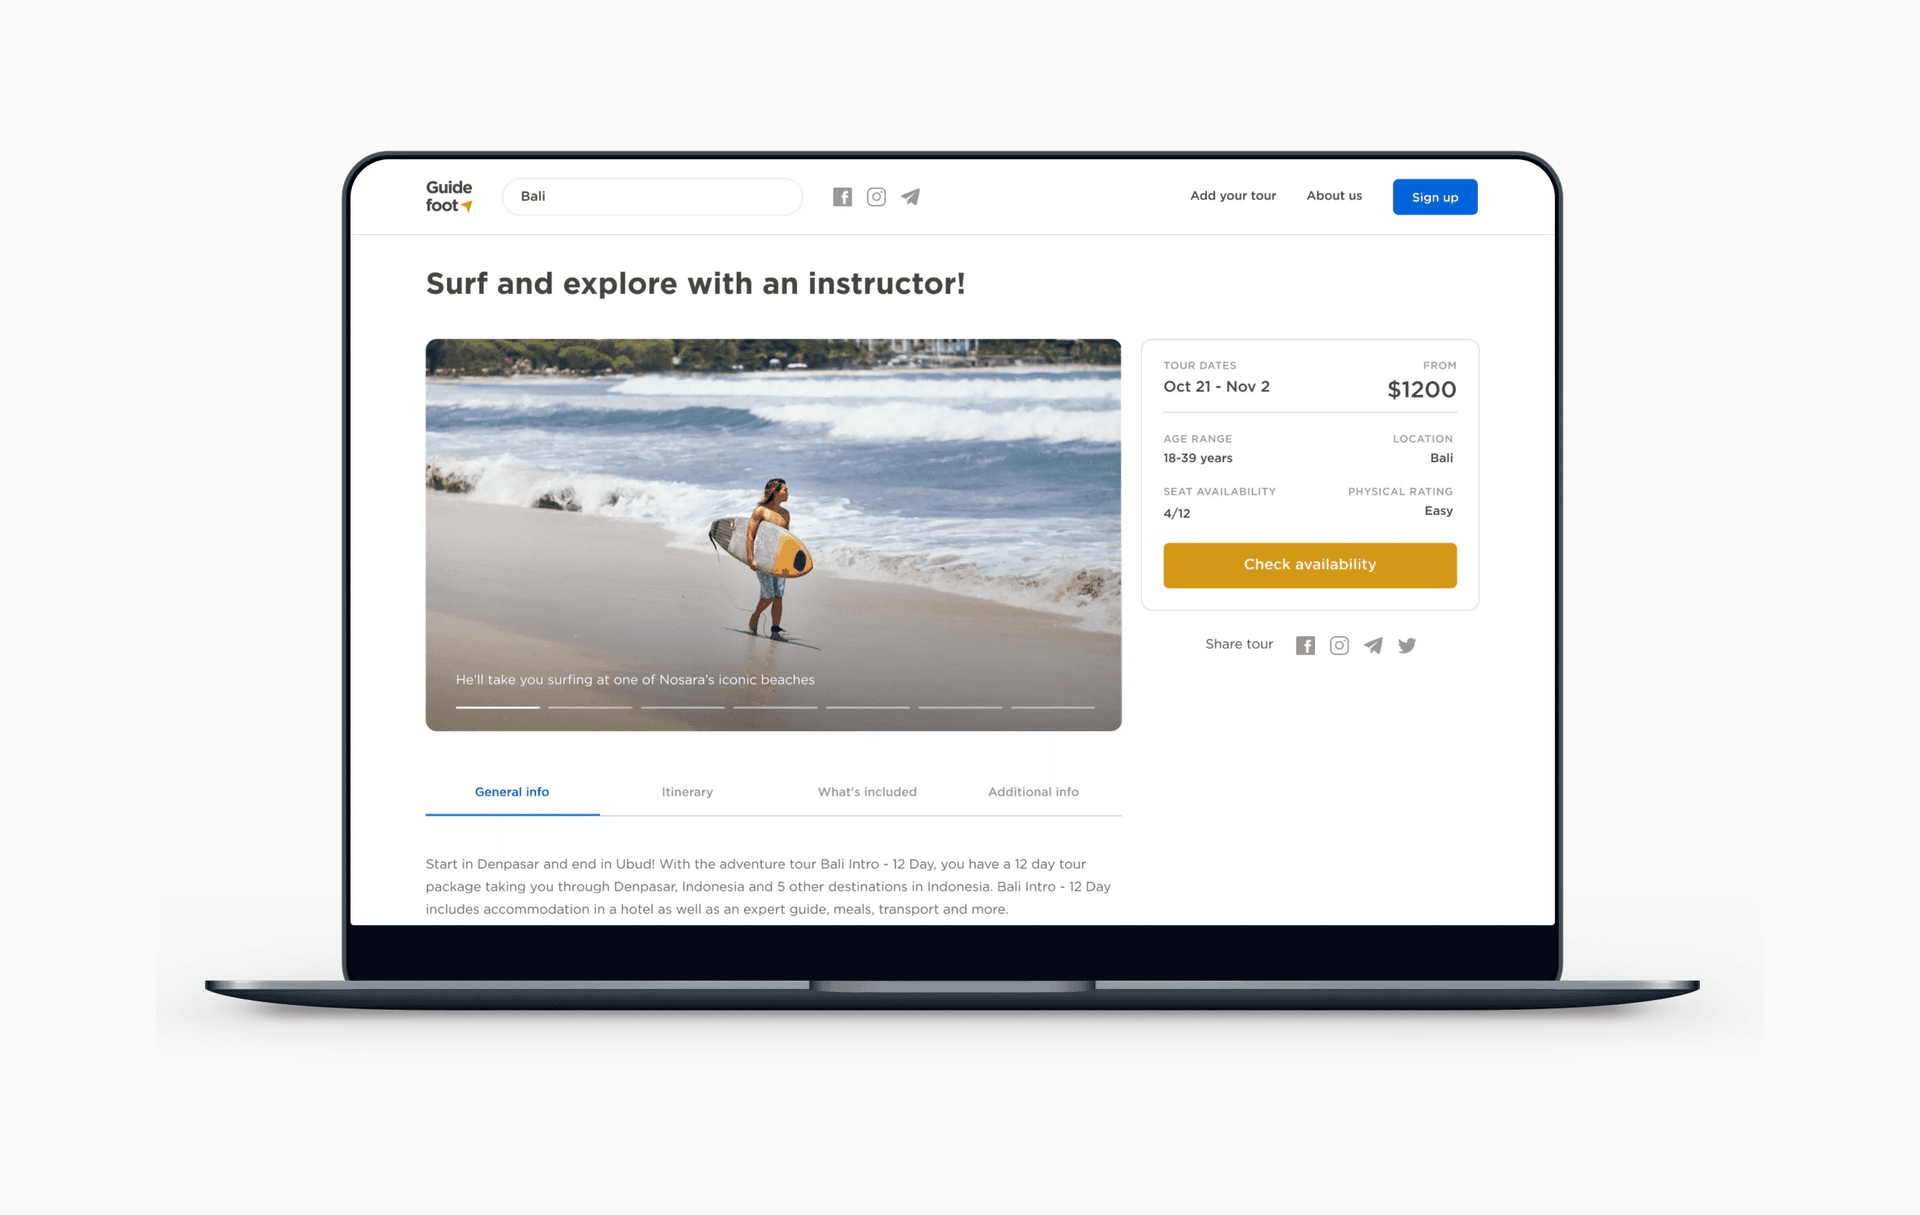 Guide
foot
Bali
Add your tour
About us
Sign up
Surf and explore with an instructor!
He'll take you surfing at one of Nosara's iconic beaches
TOUR DATES
FROM
Oct 21 - Nov 2
$1200
AGE RANGE
LOCATION
18-39 years
Bali
SEAT AVAILABILITY
PHYSICAL RATING
4/12
Easy
Check availability
Share tour
General info
Itinerary
What's included
Additional info
Start in Denpasar and end in Ubud! With the adventure tour Bali Intro - 12 Day, you have a 12 day tour
package taking you through Denpasar, Indonesia and 5 other destinations in Indonesia. Bali Intro - 12 Day
includes accommodation in a hotel as well as an expert guide, meals, transport and more.